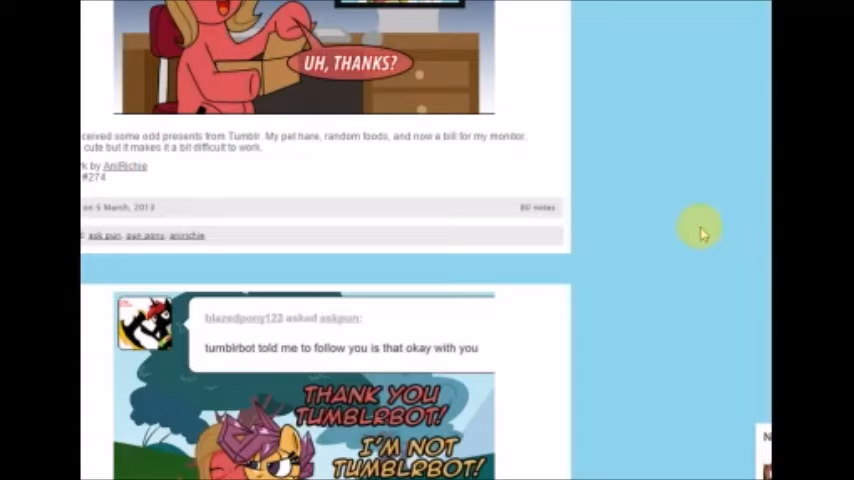 UH, THANKS?
ceived some odd presents from Tumblr. My pet hare, random foods, and now a bill for my monitor.
cute but it makes it a bit difficult to work.
k by AniRichie
#274
on 5 March, 2013
80 notes
ask pun, pun pony, anirichie
blazedpony123 asked askpun:
tumblrbot told me to follow you is that okay with you
THANK YOU
TUMBLRBOT!
I'M NOT
TUMBLRBOT!
N